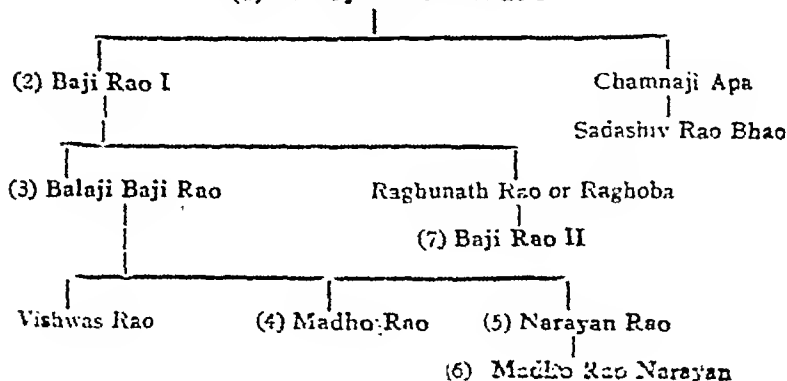 (2) Baji Rao I Chamnaji Apa
Sadashiv Rao Bhao
(3) Balaji Baji Rao Raghunath Rao or Raghoba
(7) Baji Rao II
Vishwas Rao (4) Madho Rao (5) Narayan Rao
(6) Madho Rao Narayan